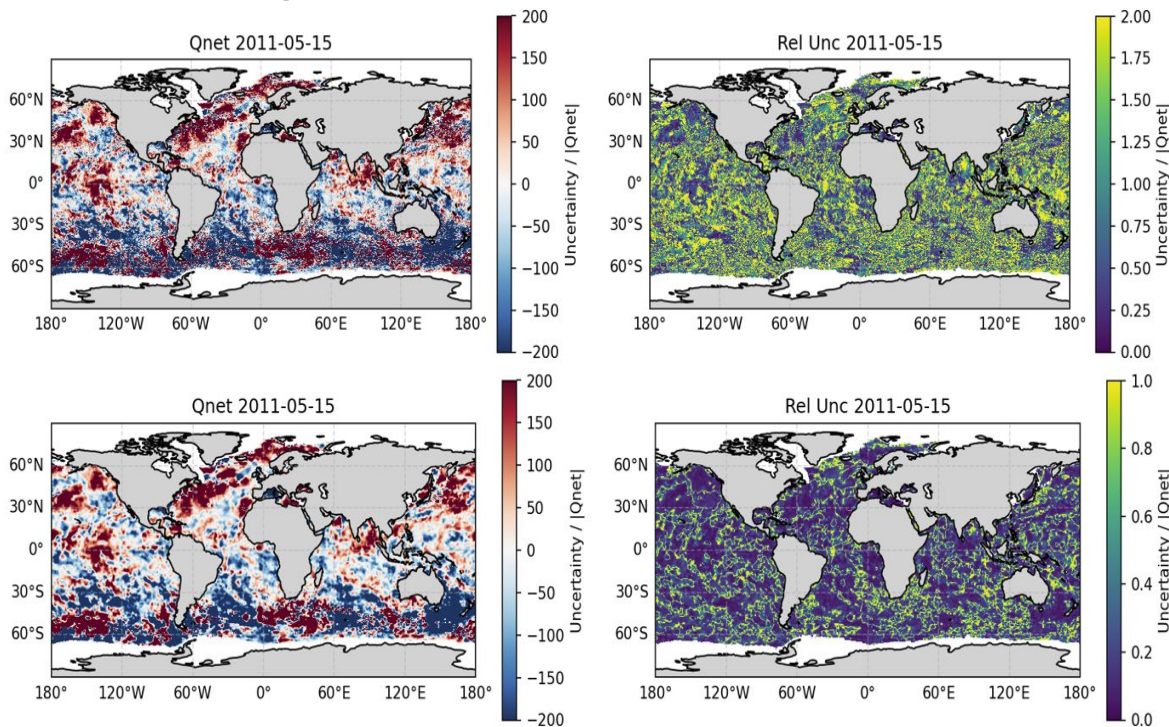 Qnet 2011-05-15
60°N
30°N
0°
30°S
60°S
180° 120°W 60°W 0° 60°E 120°E 180°
200
150
100
50
0
−50
−100
−150
−200
Uncertainty / |Qnet|
Rel Unc 2011-05-15
60°N
30°N
0°
30°S
60°S
180° 120°W 60°W 0° 60°E 120°E 180°
2.00
1.75
1.50
1.25
1.00
0.75
0.50
0.25
0.00
Uncertainty / |Qnet|
Qnet 2011-05-15
60°N
30°N
0°
30°S
60°S
180° 120°W 60°W 0° 60°E 120°E 180°
200
150
100
50
0
−50
−100
−150
−200
Uncertainty / |Qnet|
Rel Unc 2011-05-15
60°N
30°N
0°
30°S
60°S
180° 120°W 60°W 0° 60°E 120°E 180°
1.0
0.8
0.6
0.4
0.2
0.0
Uncertainty / |Qnet|